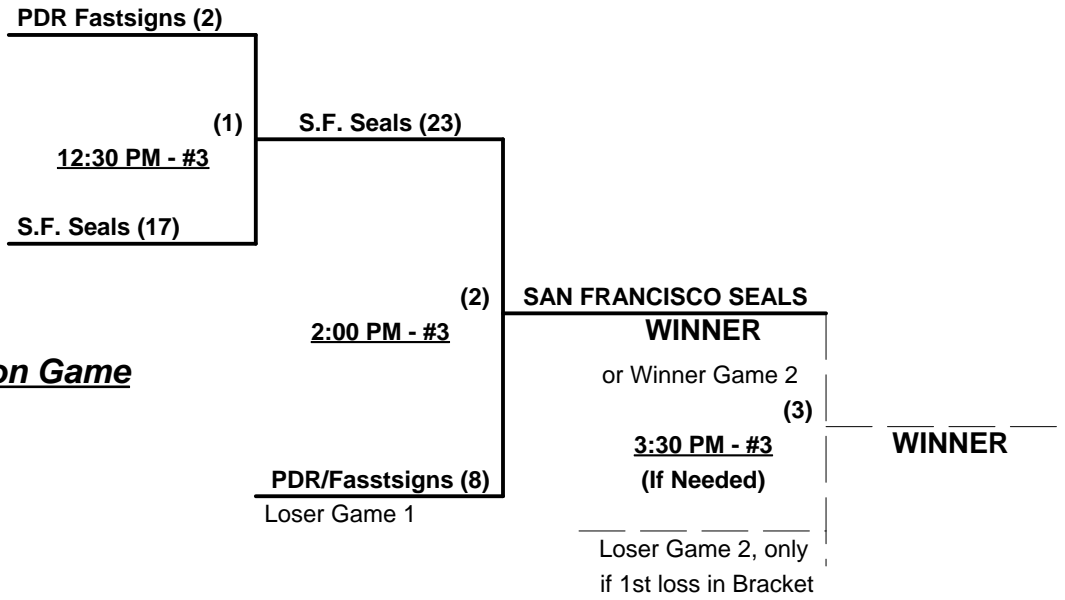 PDR Fastsigns (2)
(1)
S.F. Seals (23)
12:30 PM - #3
S.F. Seals (17)
(2)
SAN FRANCISCO SEALS
2:00 PM - #3
WINNER
on Game
or Winner Game 2
(3)
3:30 PM - #3
WINNER
(If Needed)
PDR/Fasstsigns (8)
Loser Game 1
Loser Game 2, only
if 1st loss in Bracket